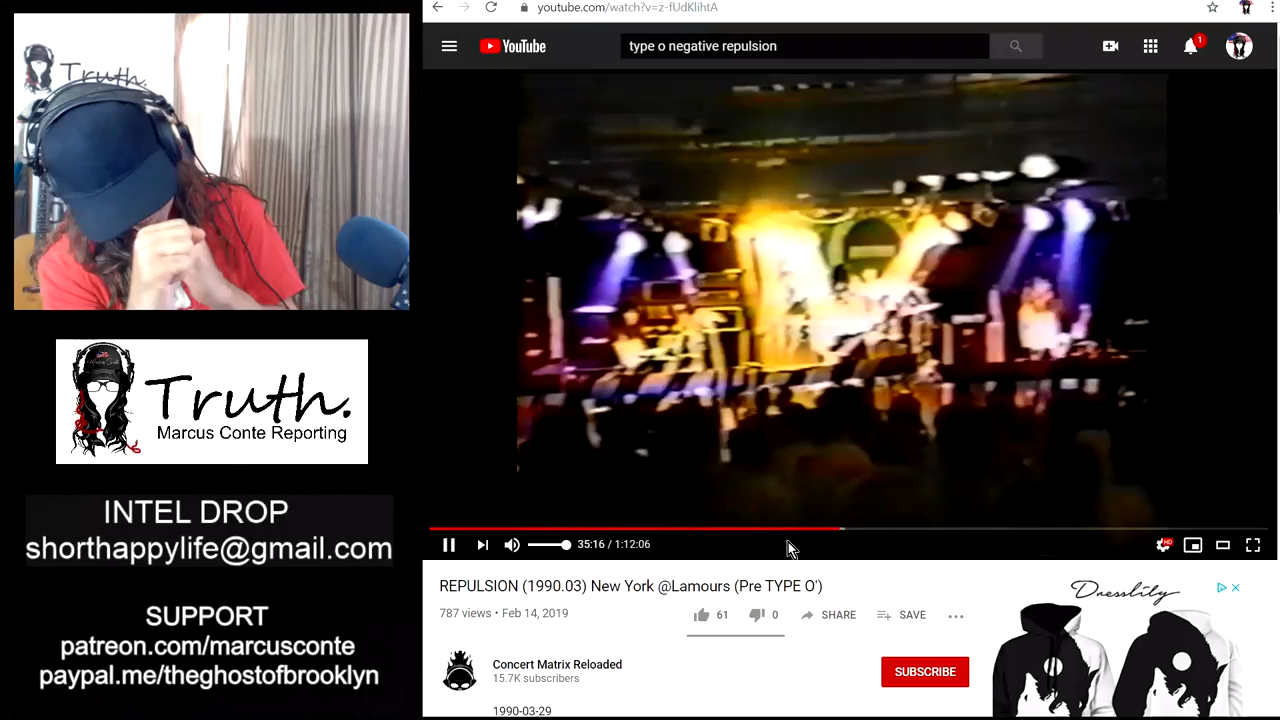 youtube.com/watch?v=z-fUdKlihtA
YouTube
type o negative repulsion
1
Truth.
Truth.
Marcus Conte Reporting
INTEL DROP
shorthappylife@gmail.com
SUPPORT
patreon.com/marcusconte
paypal.me/theghostofbrooklyn
35:16 / 1:12:06
HD
REPULSION (1990.03) New York @Lamours (Pre TYPE O')
787 views • Feb 14, 2019
61
0
SHARE
SAVE
Concert Matrix Reloaded
15.7K subscribers
SUBSCRIBE
1990-03-29
Dresslily